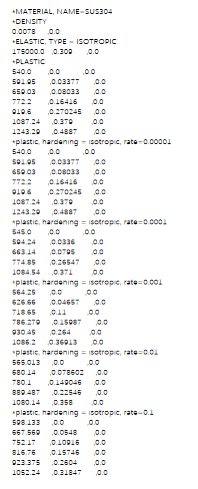 *MATERIAL, NAME=SUS304
*DENSITY
0.0078 ,0.0
*ELASTIC, TYPE = ISOTROPIC
175000.0 ,0.309 ,0.0
*PLASTIC
540.0 ,0.0 ,0.0
591.95 ,0.03377 ,0.0
659.03 ,0.08033 ,0.0
772.2 ,0.16416 ,0.0
919.6 ,0.270245 ,0.0
1087.24 ,0.379 ,0.0
1243.29 ,0.4887 ,0.0
*plastic, hardening = isotropic, rate=0.00001
540.0 ,0.0 ,0.0
591.95 ,0.03377 ,0.0
659.03 ,0.08033 ,0.0
772.2 ,0.16416 ,0.0
919.6 ,0.270245 ,0.0
1087.24 ,0.379 ,0.0
1243.29 ,0.4887 ,0.0
*plastic, hardening = isotropic, rate=0.0001
545.0 ,0.0 ,0.0
594.24 ,0.0336 ,0.0
663.14 ,0.0795 ,0.0
774.85 ,0.26547 ,0.0
1084.54 ,0.371 ,0.0
*plastic, hardening = isotropic, rate=0.001
564.25 ,0.0 ,0.0
626.66 ,0.04657 ,0.0
718.65 ,0.11 ,0.0
786.279 ,0.15987 ,0.0
930.45 ,0.264 ,0.0
1086.2 ,0.36913 ,0.0
*plastic, hardening = isotropic, rate=0.01
565.013 ,0.0 ,0.0
680.14 ,0.078602 ,0.0
780.1 ,0.149046 ,0.0
889.487 ,0.22546 ,0.0
1080.14 ,0.358 ,0.0
*plastic, hardening = isotropic, rate=0.1
598.133 ,0.0 ,0.0
667.569 ,0.0548 ,0.0
752.17 ,0.10916 ,0.0
816.76 ,0.15746 ,0.0
923.375 ,0.2604 ,0.0
1052.24 ,0.31847 ,0.0